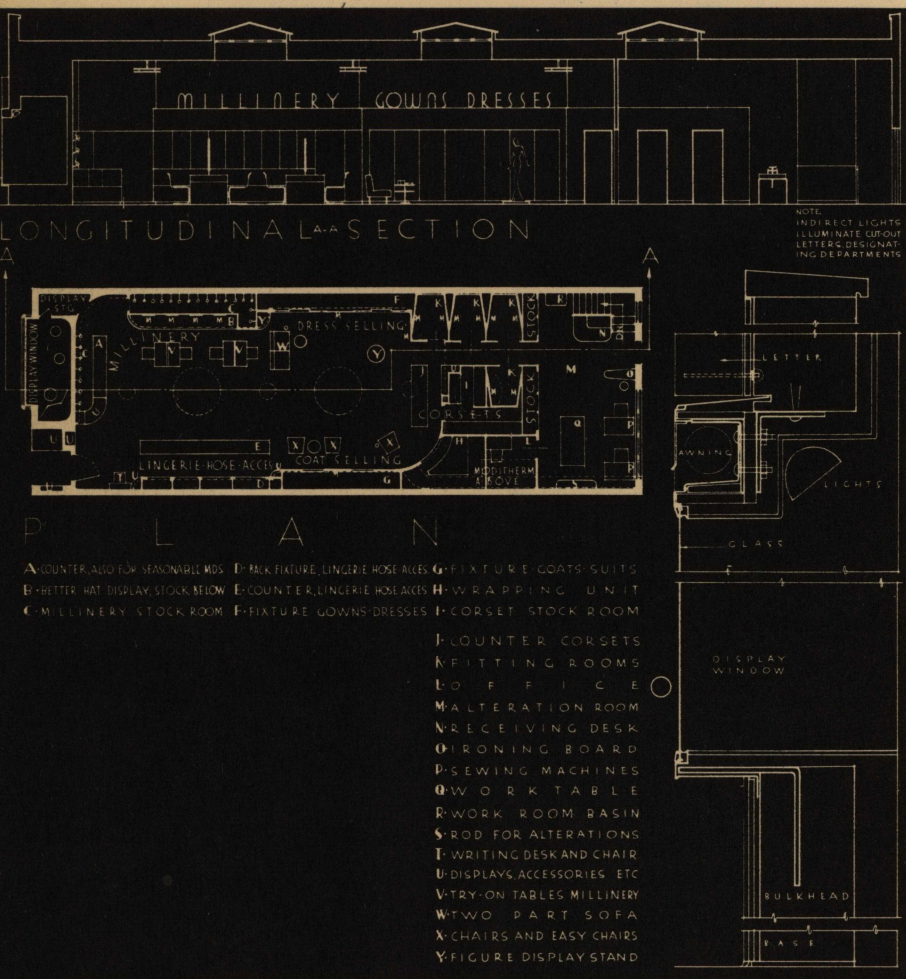 MILLINERY GOWNS DRESSES
LONGITUDINAL A-A SECTION
NOTE,
INDIRECT LIGHTS
ILLUMINATE CUT-OUT
LETTERS, DESIGNAT-
ING DEPARTMENTS
A
A
DISPLAY
STG
DISPLAY WINDOW
MILLINERY
DRESS SELLING
STOCK
DN
CORSETS
STOCK
LINGERIE·HOSE·ACCES
COAT SELLING
MODITHERM
ABOVE
PLAN
LETTER
AWNING
LIGHTS
GLASS
DISPLAY
WINDOW
BULKHEAD
BASE
A·COUNTER, ALSO FOR SEASONABLE MDS
B·BETTER HAT DISPLAY, STOCK BELOW
C·MILLINERY STOCK ROOM
D·BACK FIXTURE, LINGERIE HOSE·ACCES
E·COUNTER, LINGERIE HOSE·ACCES
F·FIXTURE GOWNS·DRESSES
G·FIXTURE·COATS·SUITS
H·WRAPPING UNIT
I·CORSET STOCK ROOM
J·COUNTER CORSETS
K·FITTING ROOMS
L·OFFICE
M·ALTERATION ROOM
N·RECEIVING DESK
O·IRONING BOARD
P·SEWING MACHINES
Q·WORK TABLE
R·WORK ROOM BASIN
S·ROD FOR ALTERATIONS
T·WRITING DESK AND CHAIR
U·DISPLAYS, ACCESSORIES ETC
V·TRY-ON TABLES MILLINERY
W·TWO PART SOFA
X·CHAIRS AND EASY CHAIRS
Y·FIGURE DISPLAY STAND